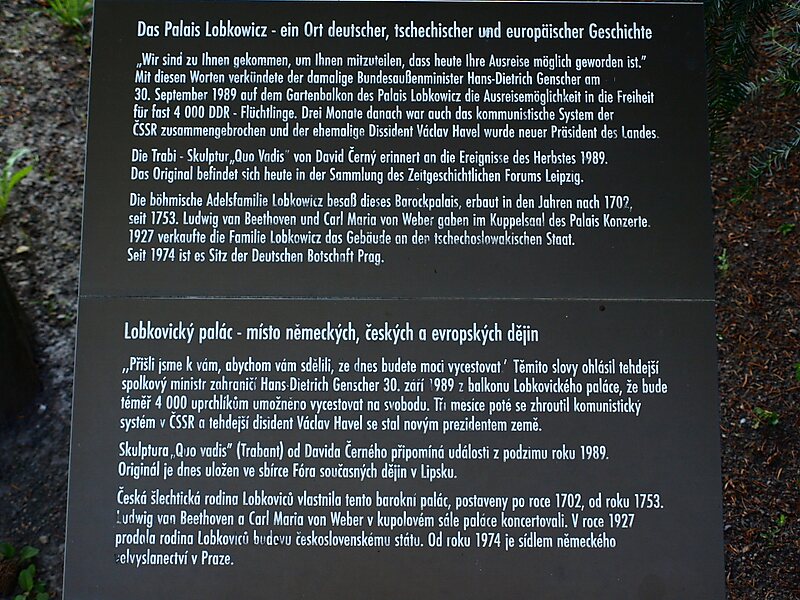 Das Palais Lobkowicz - ein Ort deutscher, tschechischer und europäischer Geschichte
„Wir sind zu Ihnen gekommen, um Ihnen mitzuteilen, dass heute Ihre Ausreise möglich geworden ist."
Mit diesen Worten verkündete der damalige Bundesaußenminister Hans-Dietrich Genscher am
30. September 1989 auf dem Gartenbalkon des Palais Lobkowicz die Ausreisemöglichkeit in die Freiheit
für fast 4 000 DDR - Flüchtlinge. Drei Monate danach war auch das kommunistische System der
ČSSR zusammengebrochen und der ehemalige Dissident Václav Havel wurde neuer Präsident des Landes.
Die Trabi - Skulptur „Quo Vadis" von David Černý erinnert an die Ereignisse des Herbstes 1989.
Das Original befindet sich heute in der Sammlung des Zeitgeschichtlichen Forums Leipzig.
Die böhmische Adelsfamilie Lobkowicz besaß dieses Barockpalais, erbaut in den Jahren nach 1702,
seit 1753. Ludwig van Beethoven und Carl Maria von Weber gaben im Kuppelsaal des Palais Konzerte.
1927 verkaufte die Familie Lobkowicz das Gebäude an den tschechoslowakischen Staat.
Seit 1974 ist es Sitz der Deutschen Botschaft Prag.
Lobkovický palác - místo německých, českých a evropských dějin
„Přišli jsme k vám, abychom vám sdělili, ze dnes budete moci vycestovat" Těmito slovy ohlásil tehdejší
spolkový ministr zahraničí Hans-Dietrich Genscher 30. září 1989 z balkonu Lobkovického paláce, že bude
téměř 4 000 uprchlíkům umožněno vycestovat na svobodu. Tři mesíce poté se zhroutil komunistický
systém v ČSSR a tehdejší disident Václav Havel se stal novým prezidentem země.
Skulptura „Quo vadis" (Trabant) od Davida Černého připomíná události z podzimu roku 1989.
Originál je dnes uložen ve sbírce Fóra současných dějin v Lipsku.
Česká šlechtická rodina Lobkoviců vlastnila tento barokní palác, postaveny po roce 1702, od roku 1753.
Ludwig van Beethoven a Carl Maria von Weber v kupolovém sále paláce koncertovali. V roce 1927
prodala rodina Lobkoviců budovu československému státu. Od roku 1974 je sídlem německého
velvyslanectví v Praze.